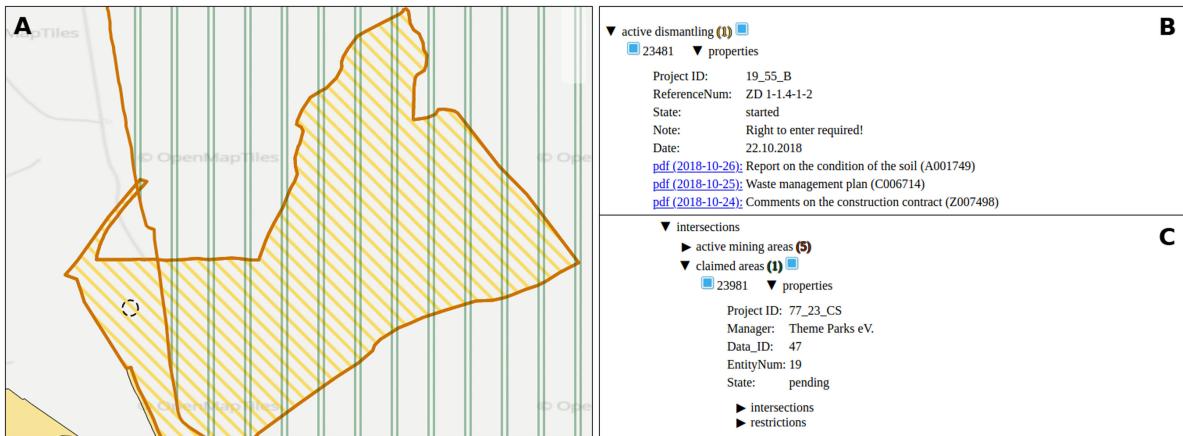 A
MapTiles
© OpenMapTiles
© Ope
© OpenMapTiles
© Ope
B
▼ active dismantling (1)
23481 ▼ properties
Project ID: 19_55_B
ReferenceNum: ZD 1-1.4-1-2
State: started
Note: Right to enter required!
Date: 22.10.2018
pdf (2018-10-26): Report on the condition of the soil (A001749)
pdf (2018-10-25): Waste management plan (C006714)
pdf (2018-10-24): Comments on the construction contract (Z007498)
C
▼ intersections
▶ active mining areas (5)
▼ claimed areas (1)
23981 ▼ properties
Project ID: 77_23_CS
Manager: Theme Parks eV.
Data_ID: 47
EntityNum: 19
State: pending
▶ intersections
▶ restrictions